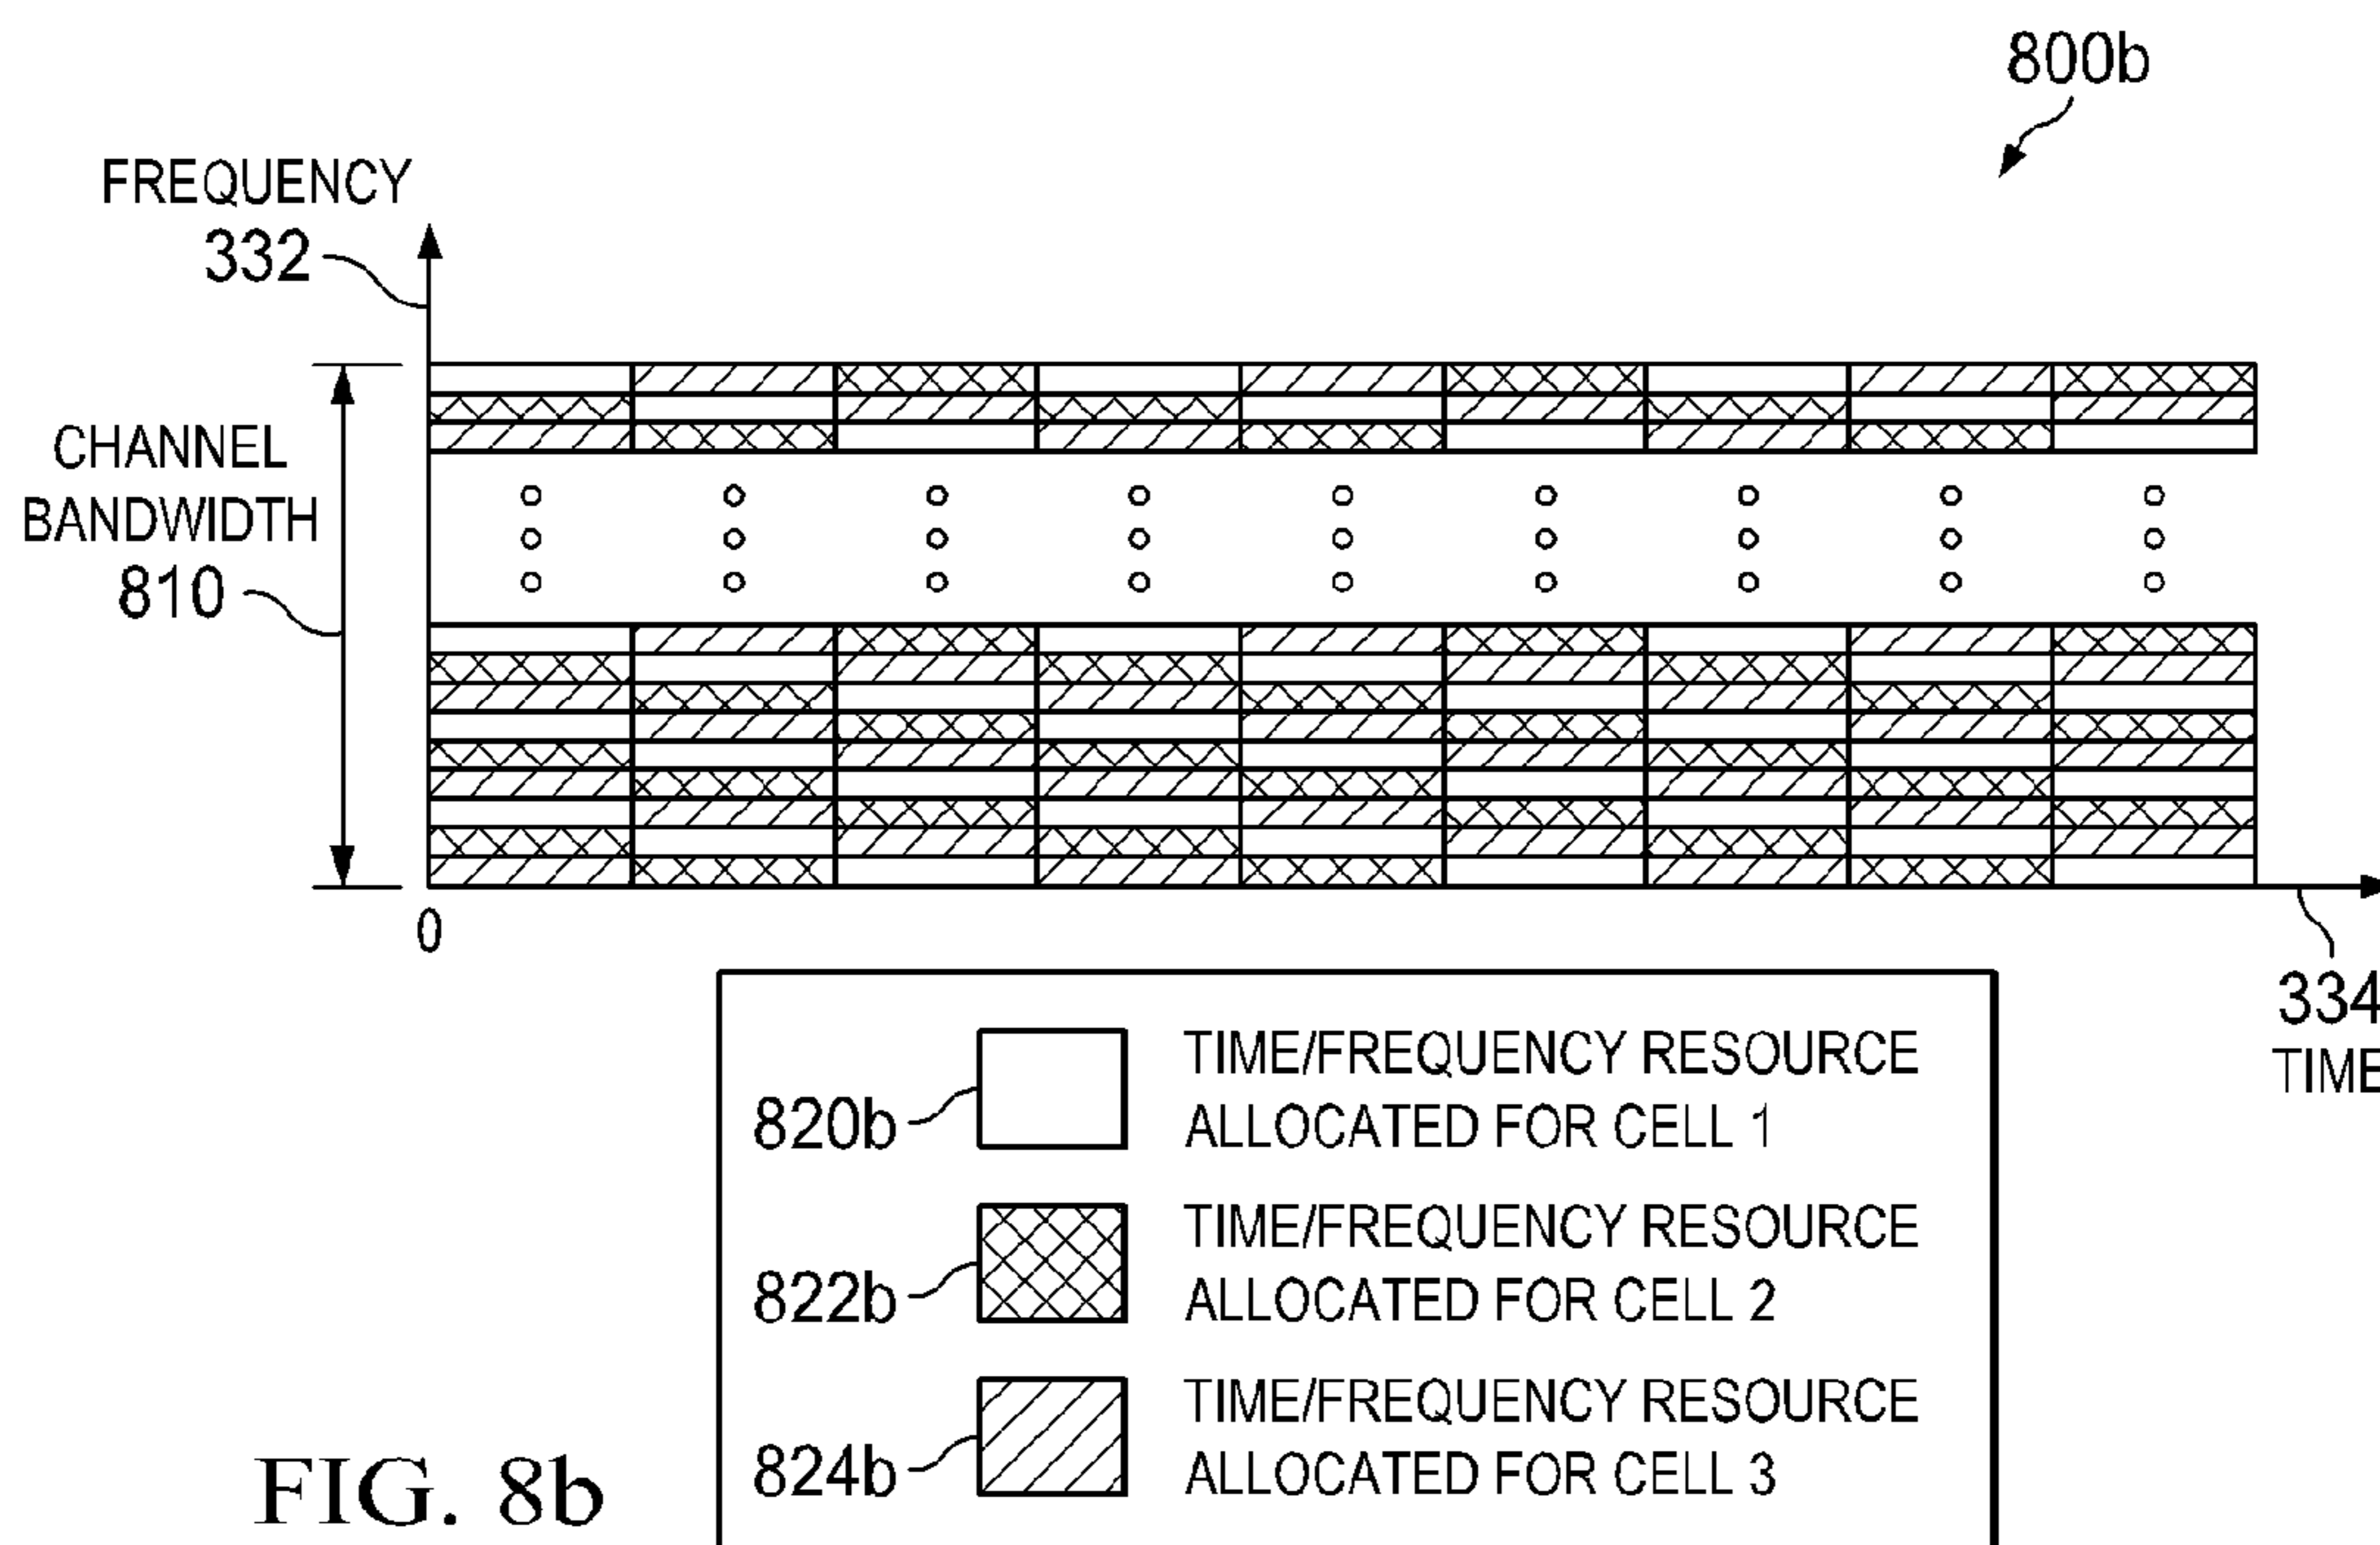 800b
FREQUENCY
332
CHANNEL
BANDWIDTH
810
0
334
TIME
820b
TIME/FREQUENCY RESOURCE
ALLOCATED FOR CELL 1
822b
TIME/FREQUENCY RESOURCE
ALLOCATED FOR CELL 2
824b
TIME/FREQUENCY RESOURCE
ALLOCATED FOR CELL 3
FIG. 8b